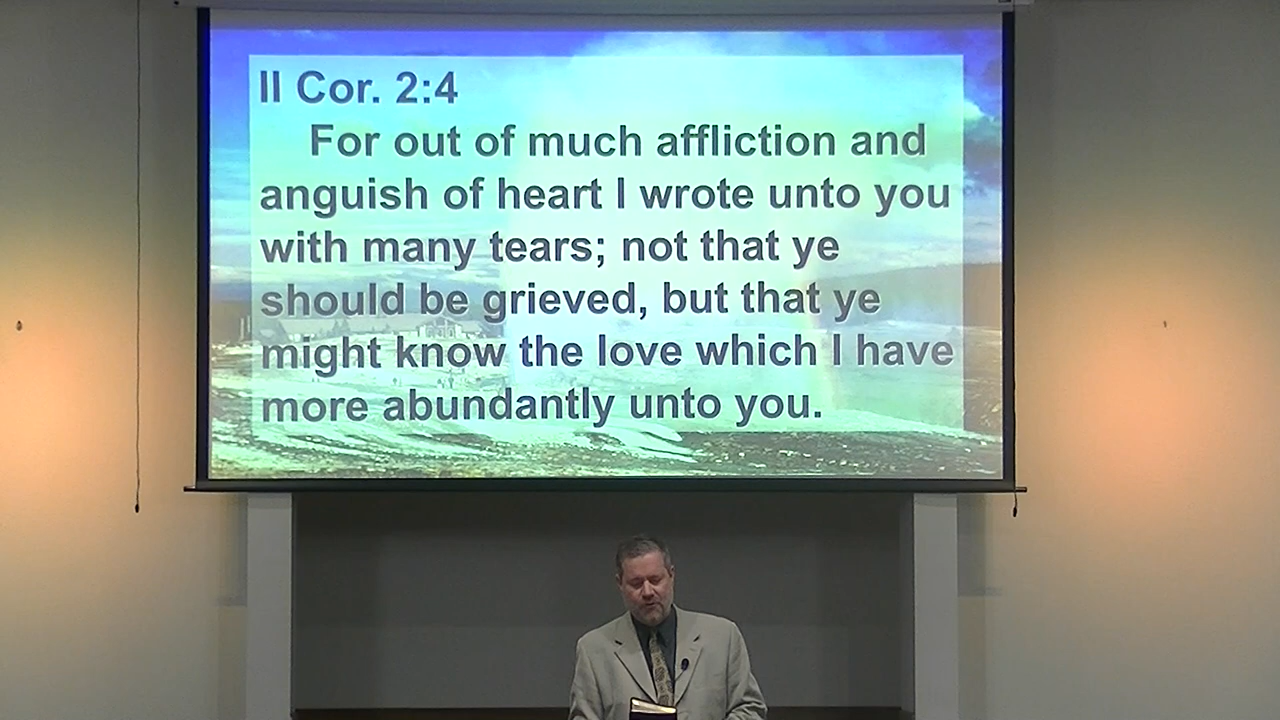 II Cor. 2:4
For out of much affliction and
anguish of heart I wrote unto you
with many tears; not that ye
should be grieved, but that ye
might know the love which I have
more abundantly unto you.